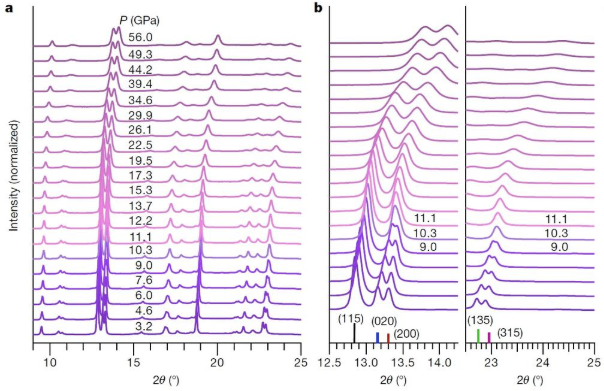 a
P (GPa)
56.0
49.3
44.2
39.4
34.6
29.9
26.1
22.5
19.5
17.3
15.3
13.7
12.2
11.1
10.3
9.0
7.6
6.0
4.6
3.2
Intensity (normalized)
10 15 20 25
2θ (°)
b
11.1 11.1
10.3 10.3
9.0 9.0
(115) (020) (200) (135) (315)
12.5 13.0 13.5 14.0 23 24 25
2θ (°) 2θ (°)